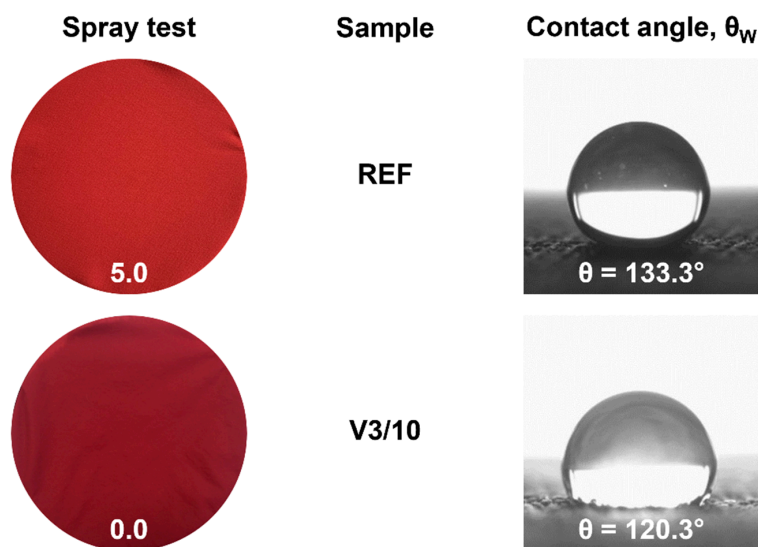 Spray test Sample Contact angle, θW
5.0 REF θ = 133.3°
0.0 V3/10 θ = 120.3°